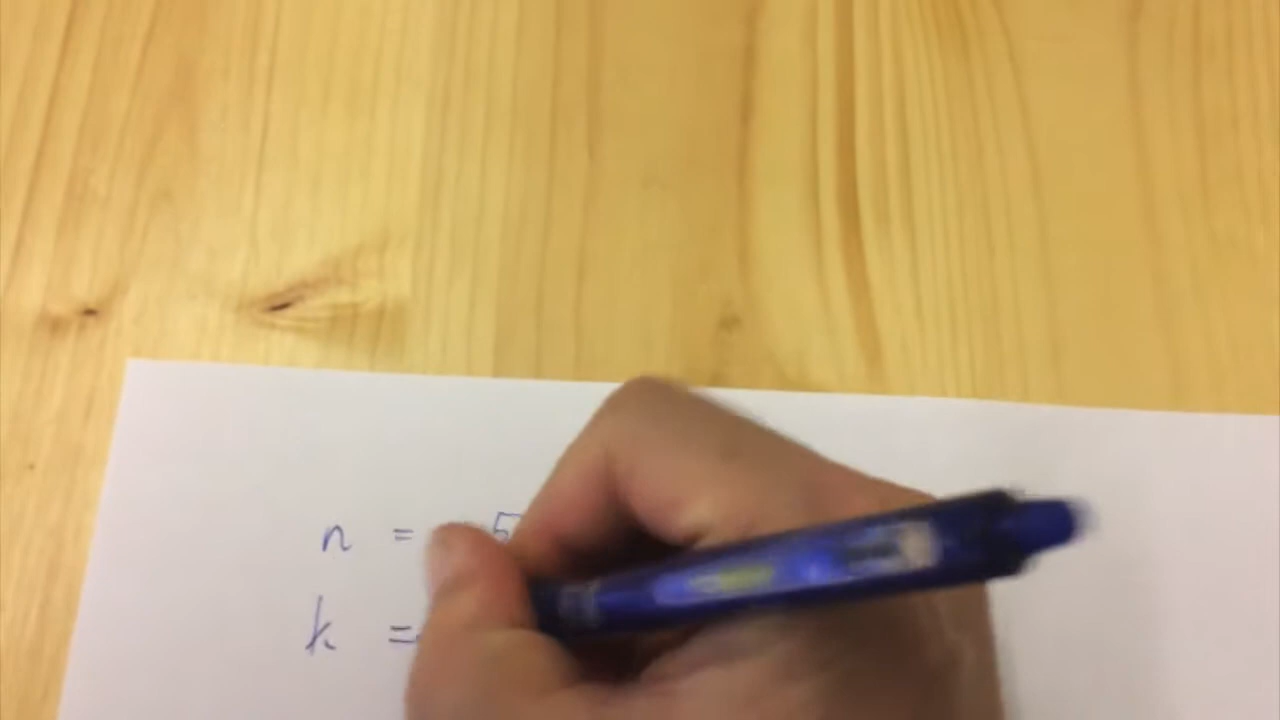 n = 5
k =